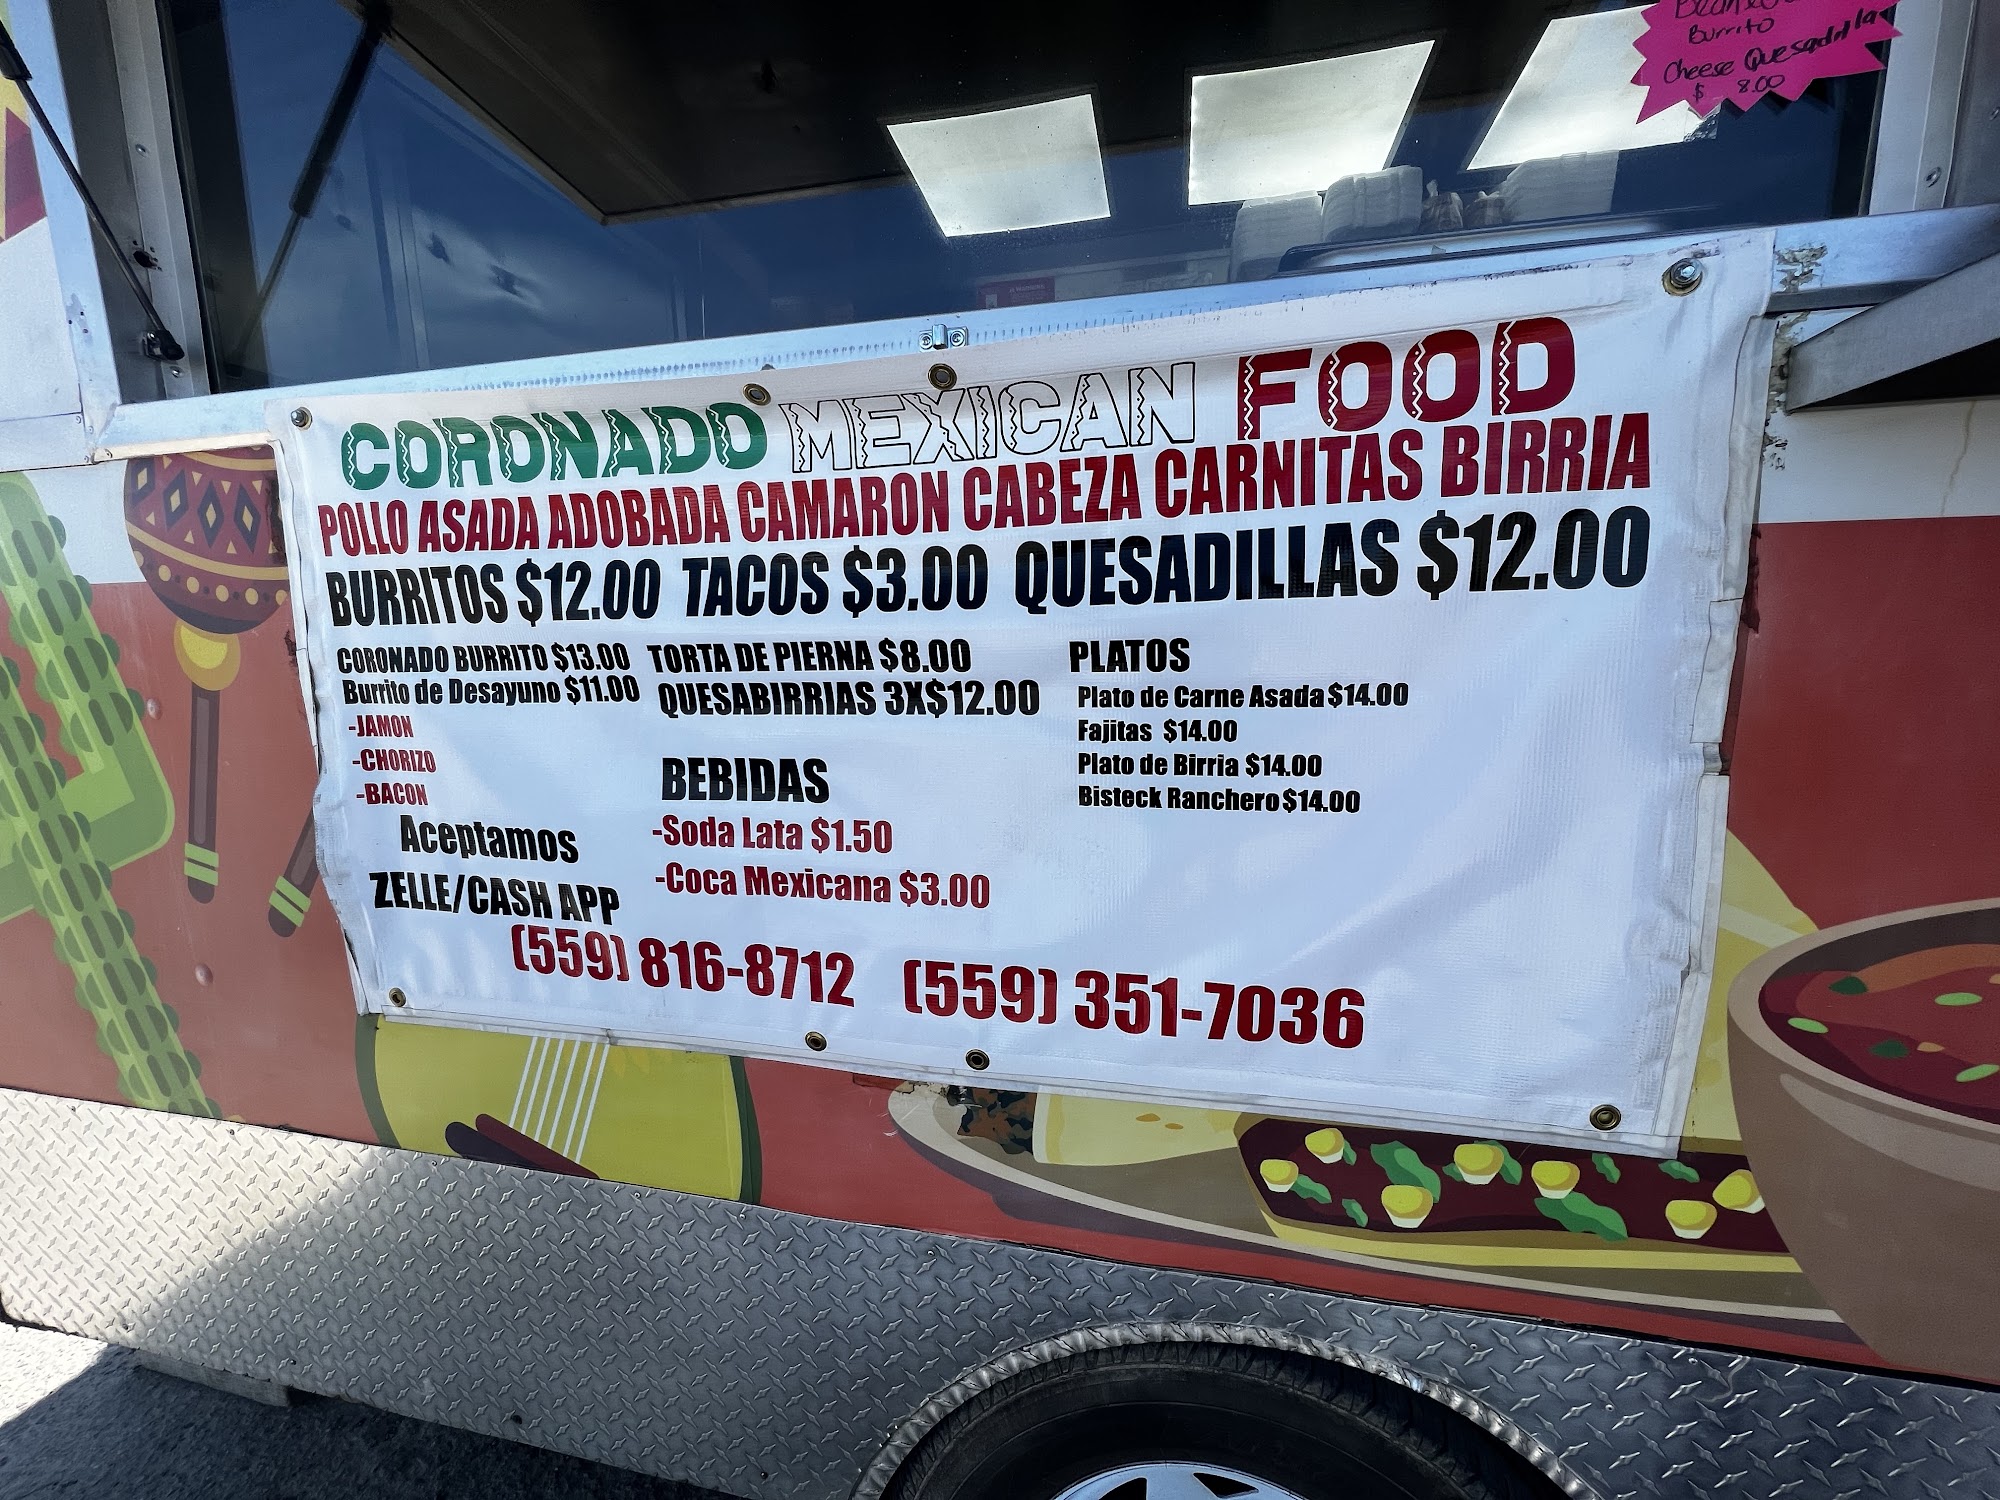 Burrito
Cheese Quesadilla
$ 8.00
CORONADO MEXICAN FOOD
POLLO ASADA ADOBADA CAMARON CABEZA CARNITAS BIRRIA
BURRITOS $12.00 TACOS $3.00 QUESADILLAS $12.00
CORONADO BURRITO $13.00
Burrito de Desayuno $11.00
-JAMON
-CHORIZO
-BACON
Aceptamos
ZELLE/CASH APP
TORTA DE PIERNA $8.00
QUESABIRRIAS 3X$12.00
BEBIDAS
-Soda Lata $1.50
-Coca Mexicana $3.00
PLATOS
Plato de Carne Asada $14.00
Fajitas $14.00
Plato de Birria $14.00
Bisteck Ranchero $14.00
(559) 816-8712 (559) 351-7036